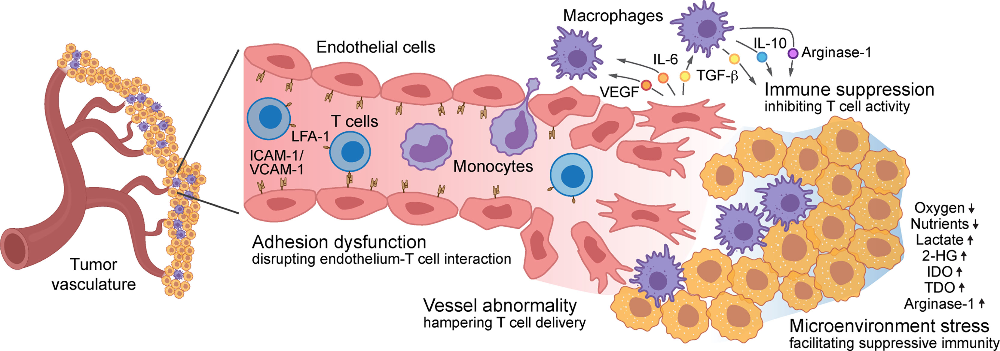 Macrophages
Endothelial cells
IL-10
Arginase-1
IL-6
TGF-β
VEGF
Immune suppression
inhibiting T cell activity
T cells
LFA-1
ICAM-1/
VCAM-1
Monocytes
Adhesion dysfunction
disrupting endothelium-T cell interaction
Tumor
vasculature
Vessel abnormality
hampering T cell delivery
Oxygen ↓
Nutrients ↓
Lactate ↑
2-HG ↑
IDO ↑
TDO ↑
Arginase-1 ↑
Microenvironment stress
facilitating suppressive immunity